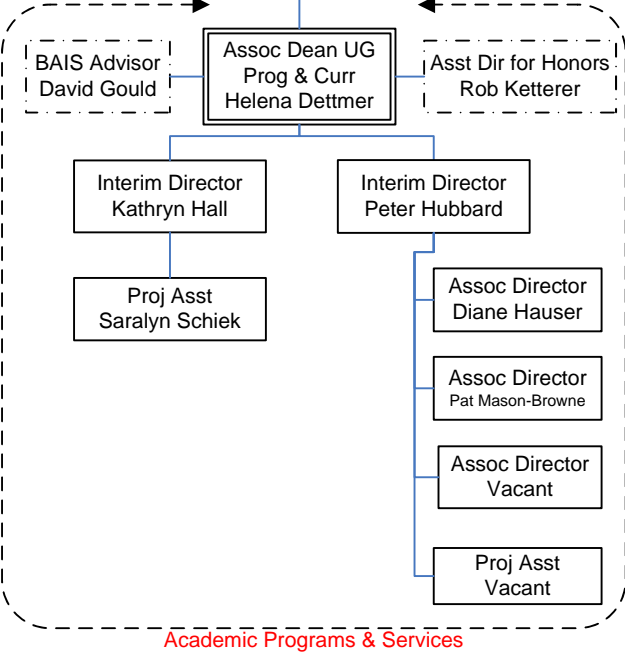 Assoc Dean UG
Prog & Curr
Helena Dettmer
BAIS Advisor
David Gould
Asst Dir for Honors
Rob Ketterer
Interim Director
Kathryn Hall
Interim Director
Peter Hubbard
Proj Asst
Saralyn Schiek
Assoc Director
Diane Hauser
Assoc Director
Pat Mason-Browne
Assoc Director
Vacant
Proj Asst
Vacant
Academic Programs & Services